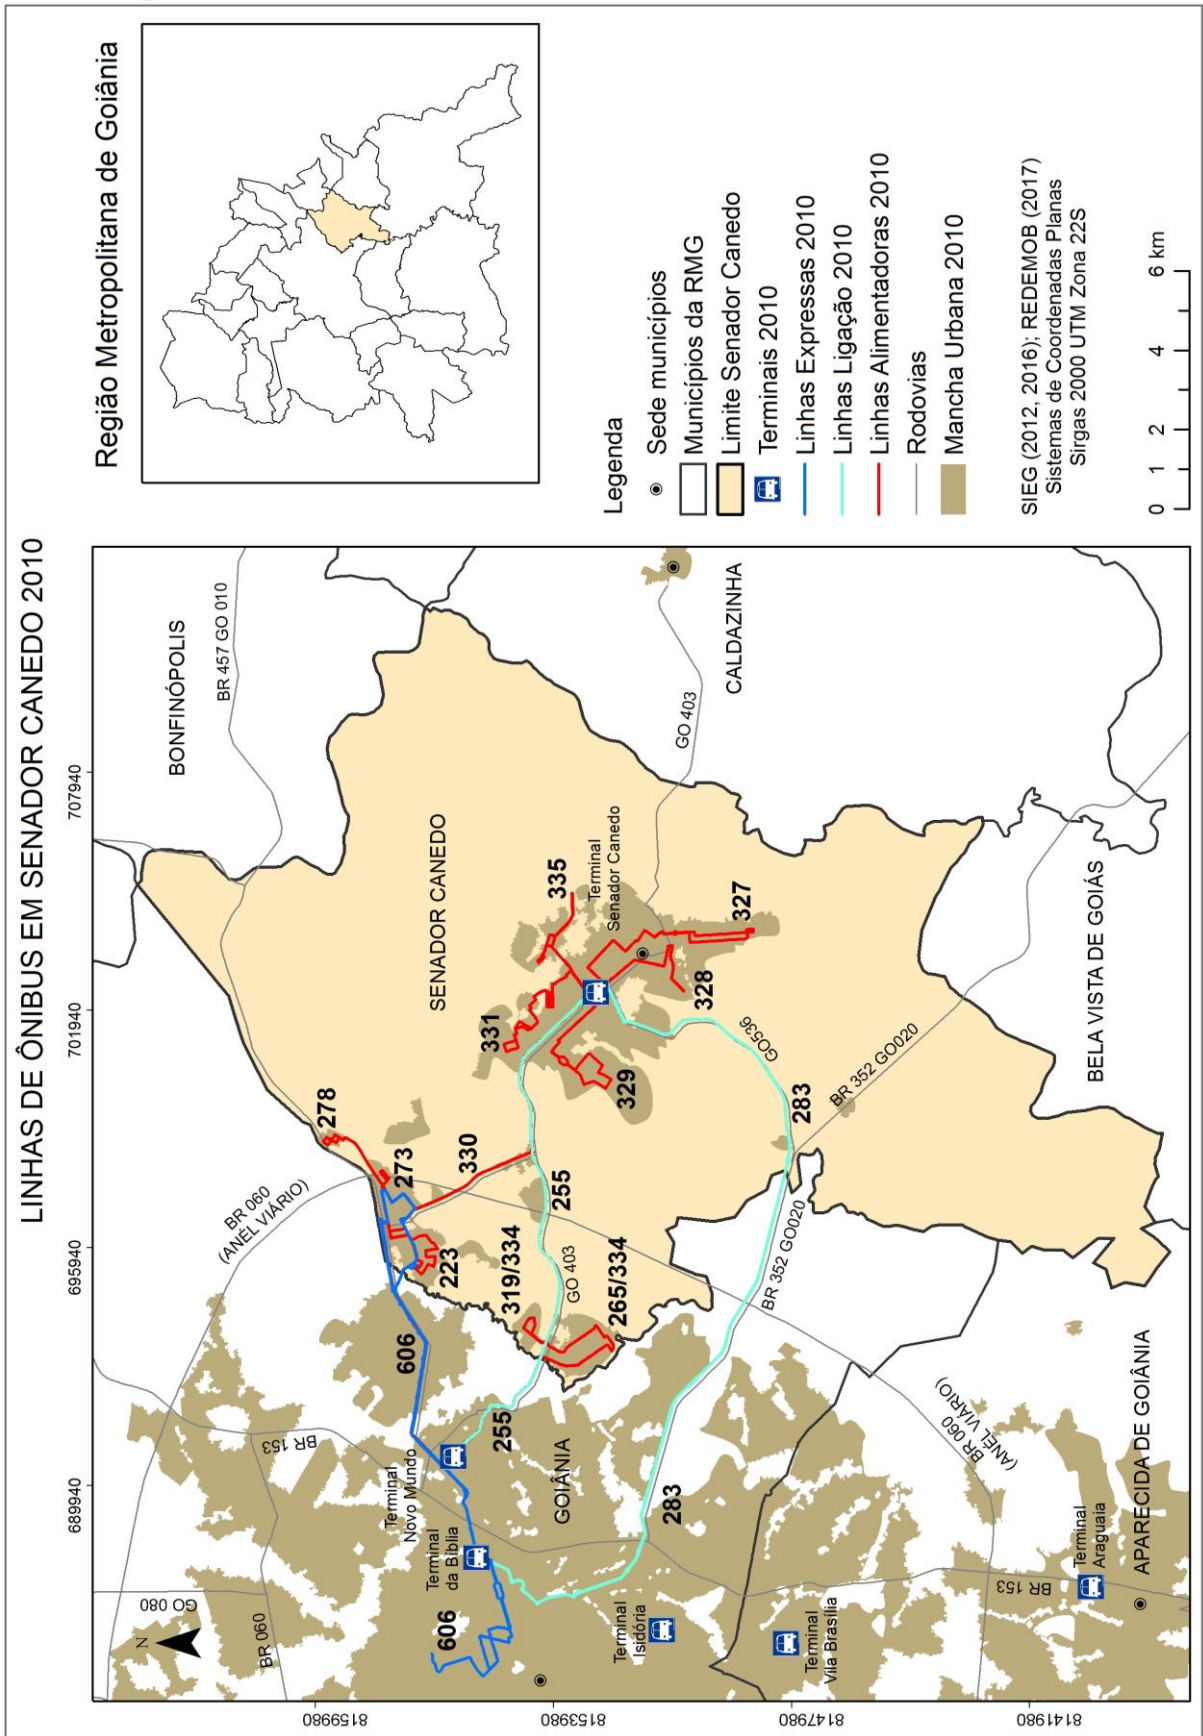 LINHAS DE ÔNIBUS EM SENADOR CANEDO 2010
689940
695940
701940
707940
8159980
8153980
8147980
8141980
N
GO 080
BR 060
BR 153
BR 060
(ANEL VIÁRIO)
BONFINÓPOLIS
BR 457 GO 010
278
273
223
606
606
330
SENADOR CANEDO
331
335
Terminal
Senador Canedo
Terminal
Novo Mundo
Terminal
da Bíblia
255
255
319/334
GO 403
265/334
329
328
327
GO 403
CALDAZINHA
GOIÂNIA
GO536
283
283
BR 352 GO020
BR 352 GO020
Terminal
Isidória
Terminal
Vila Brasília
BR 060
(ANEL VIÁRIO)
BR 153
Terminal
Araguaia
APARECIDA DE GOIÂNIA
BELA VISTA DE GOIÁS
Região Metropolitana de Goiânia
Legenda
Sede municípios
Municípios da RMG
Limite Senador Canedo
Terminais 2010
Linhas Expressas 2010
Linhas Ligação 2010
Linhas Alimentadoras 2010
Rodovias
Mancha Urbana 2010
SIEG (2012, 2016); REDEMOB (2017)
Sistemas de Coordenadas Planas
Sirgas 2000 UTM Zona 22S
0 1 2 4 6 km